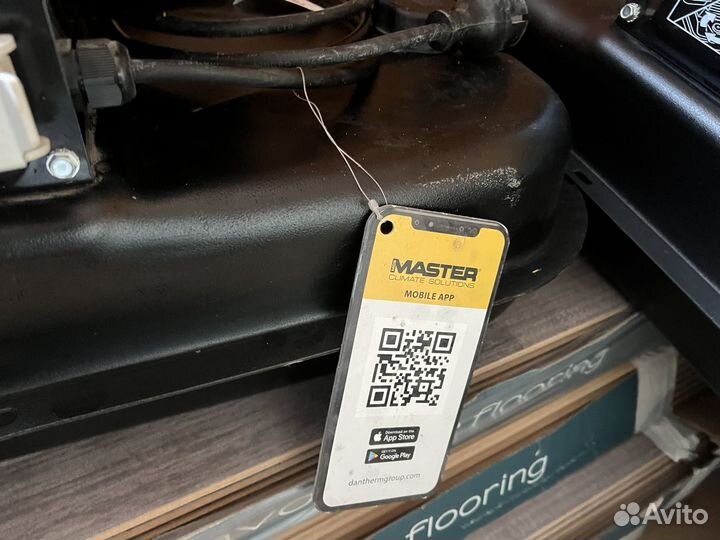 MASTER
CLIMATE SOLUTIONS
MOBILE APP
Download on the
App Store
GET IT ON
Google Play
danthermgroup.com
flooring
flooring
Avito